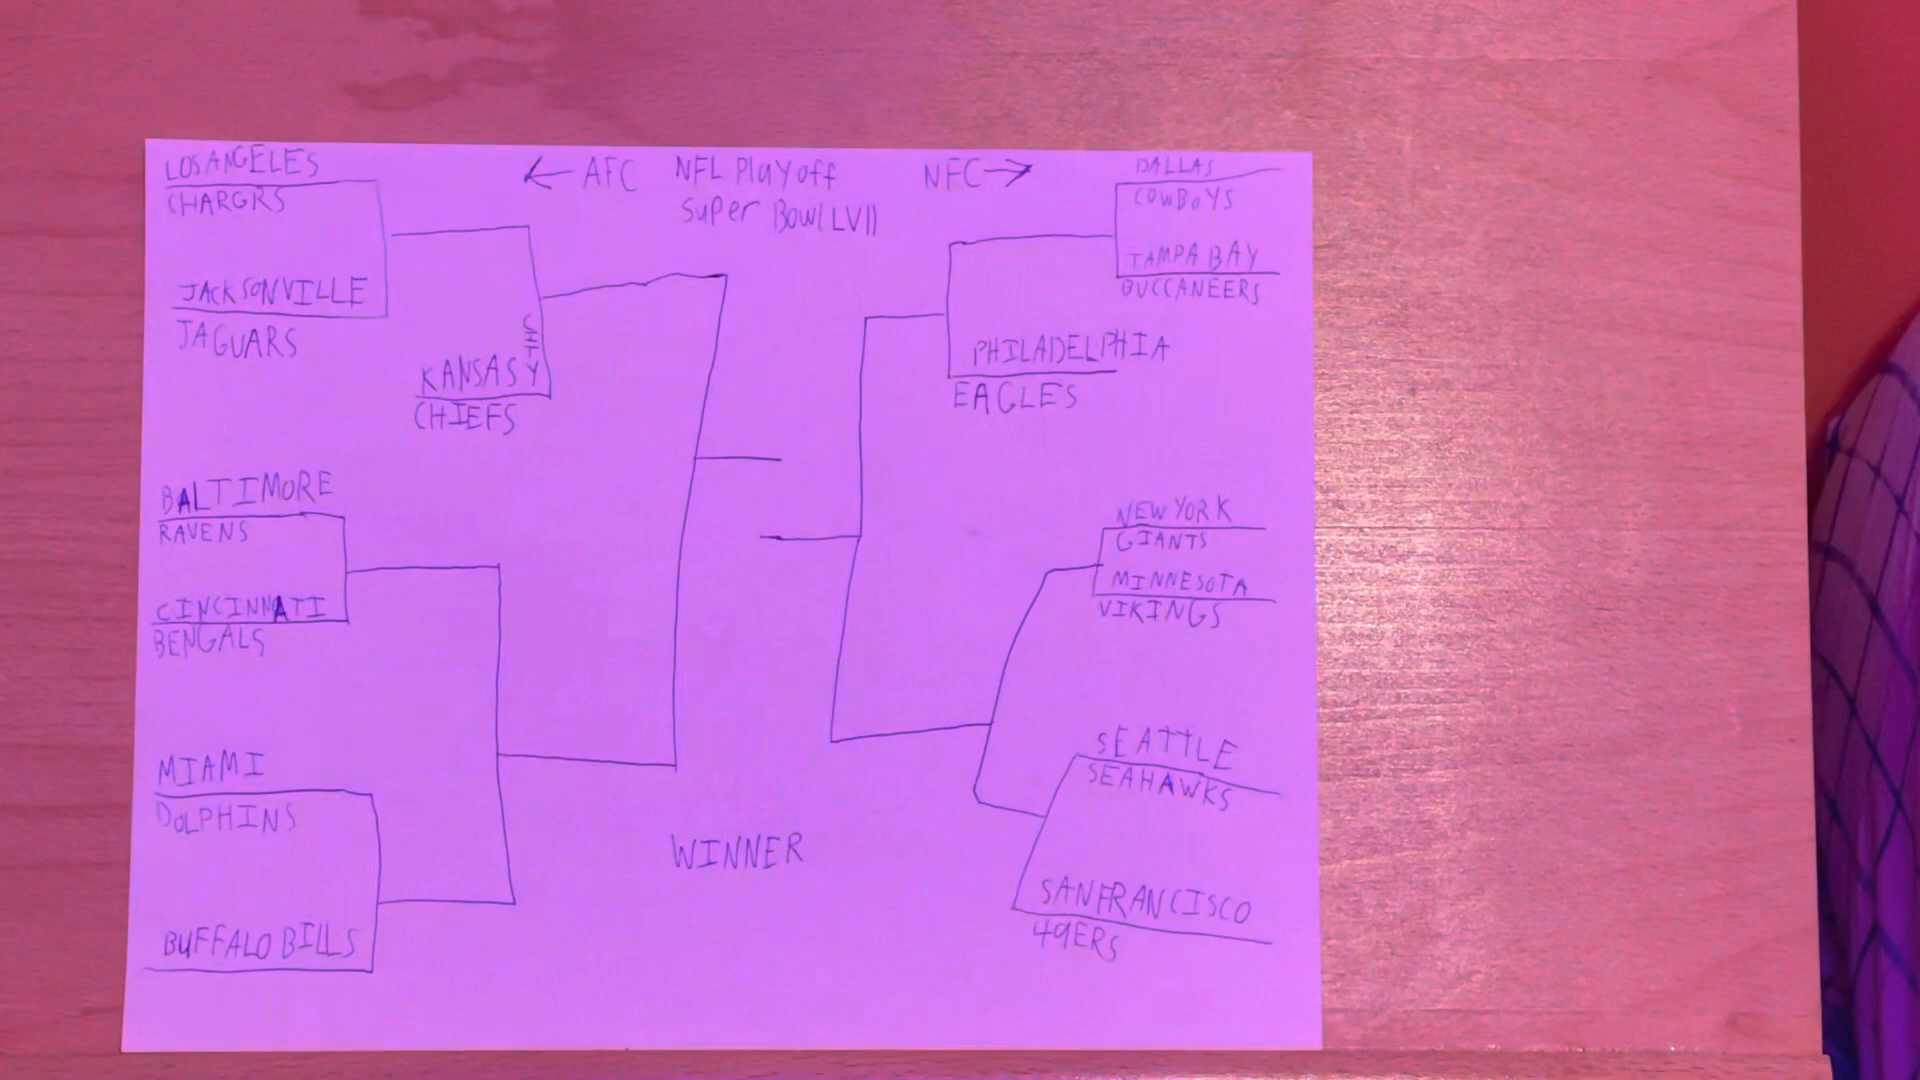 ← AFC NFL Playoff NFC →
Super Bowl LVII
LOS ANGELES
CHARGRS
JACKSONVILLE
JAGUARS
KANSAS CITY
CHIEFS
BALTIMORE
RAVENS
CINCINNATI
BENGALS
MIAMI
DOLPHINS
BUFFALO BILLS
DALLAS
COWBOYS
TAMPA BAY
BUCCANEERS
PHILADELPHIA
EAGLES
NEW YORK
GIANTS
MINNESOTA
VIKINGS
SEATTLE
SEAHAWKS
SANFRANCISCO
49ERS
WINNER